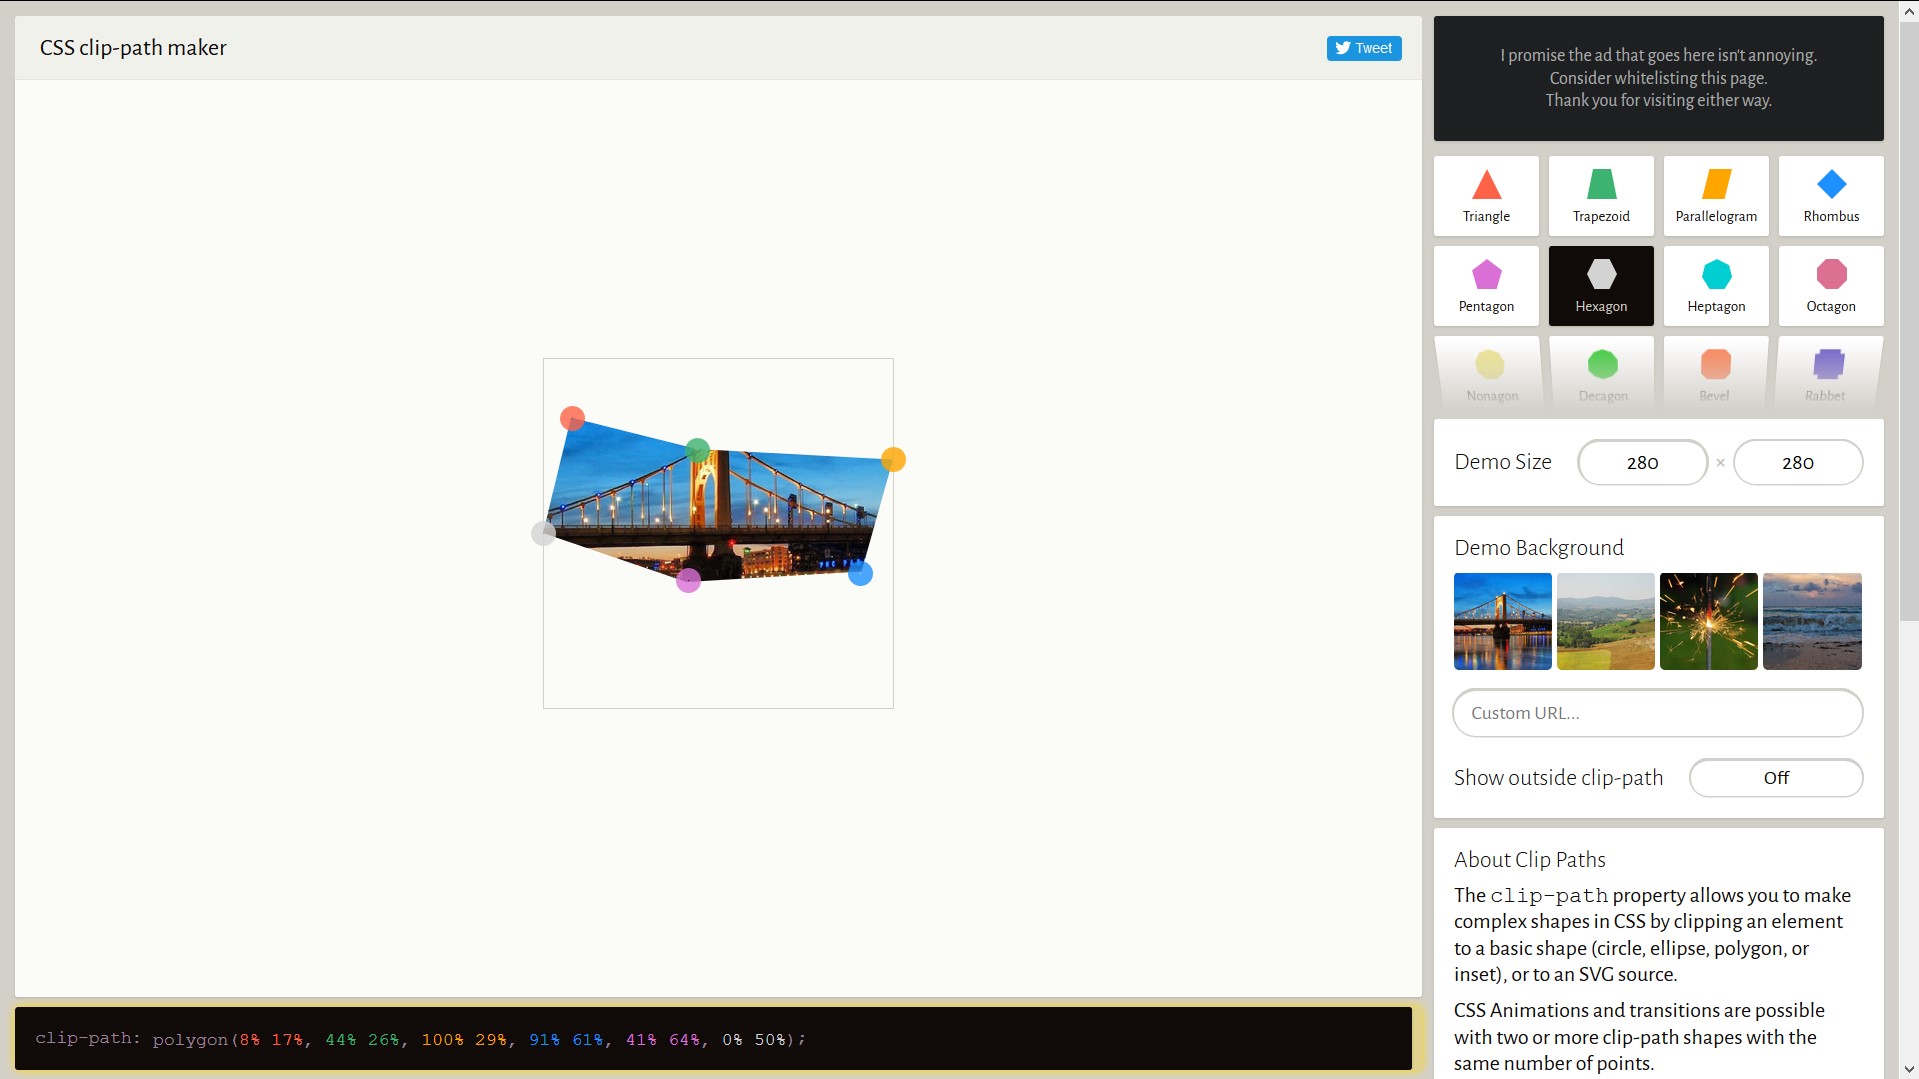 CSS clip-path maker
Tweet
I promise the ad that goes here isn't annoying.
Consider whitelisting this page.
Thank you for visiting either way.
Triangle
Trapezoid
Parallelogram
Rhombus
Pentagon
Hexagon
Heptagon
Octagon
Nonagon
Decagon
Bevel
Rabbet
Demo Size
280
×
280
Demo Background
Custom URL...
Show outside clip-path
Off
About Clip Paths
The clip-path property allows you to make
complex shapes in CSS by clipping an element
to a basic shape (circle, ellipse, polygon, or
inset), or to an SVG source.
CSS Animations and transitions are possible
with two or more clip-path shapes with the
same number of points.
clip-path: polygon(8% 17%, 44% 26%, 100% 29%, 91% 61%, 41% 64%, 0% 50%);